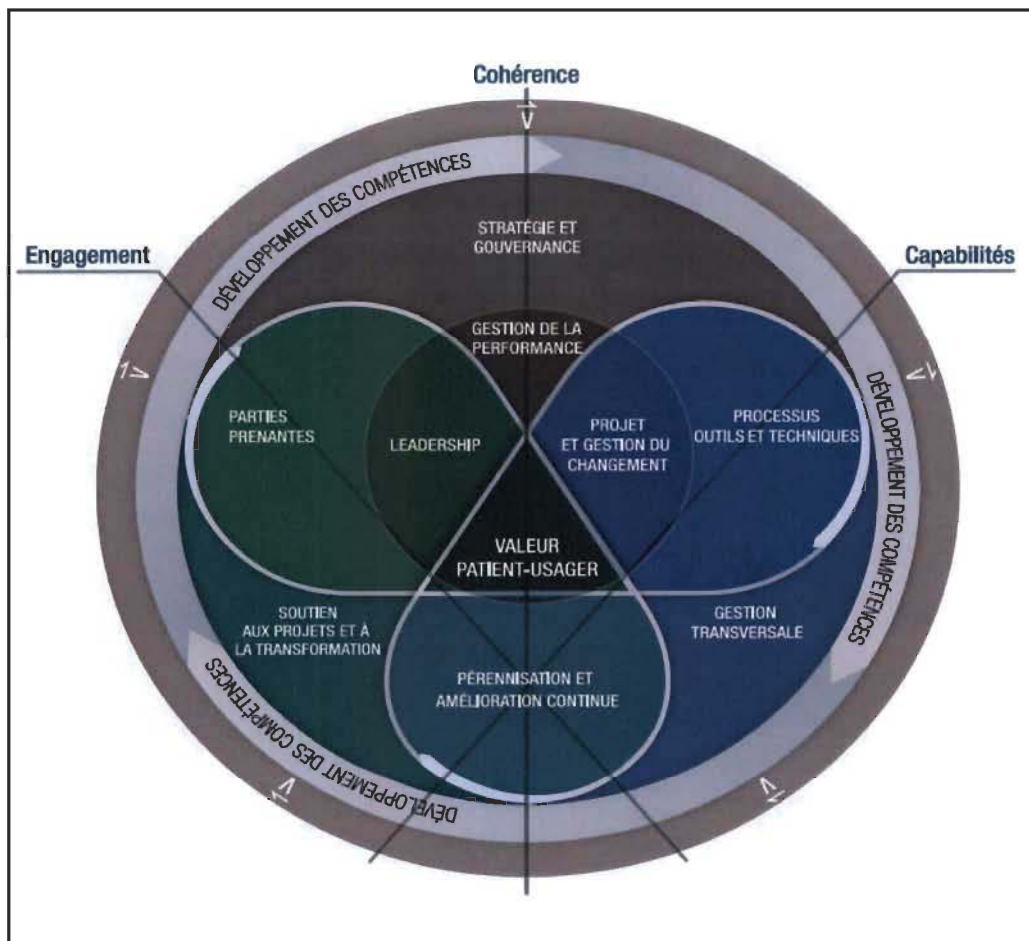 Cohérence
Engagement
Capabilités
DÉVELOPPEMENT DES COMPÉTENCES
STRATÉGIE ET
GOUVERNANCE
GESTION DE LA
PERFORMANCE
PARTIES
PRENANTES
LEADERSHIP
PROJET
ET GESTION DU
CHANGEMENT
PROCESSUS
OUTILS ET TECHNIQUES
DÉVELOPPEMENT DES COMPÉTENCES
VALEUR
PATIENT-USAGER
SOUTIEN
AUX PROJETS ET À
LA TRANSFORMATION
GESTION
TRANSVERSALE
PÉRENNISATION ET
AMÉLIORATION CONTINUE
DÉVELOPPEMENT DES COMPÉTENCES